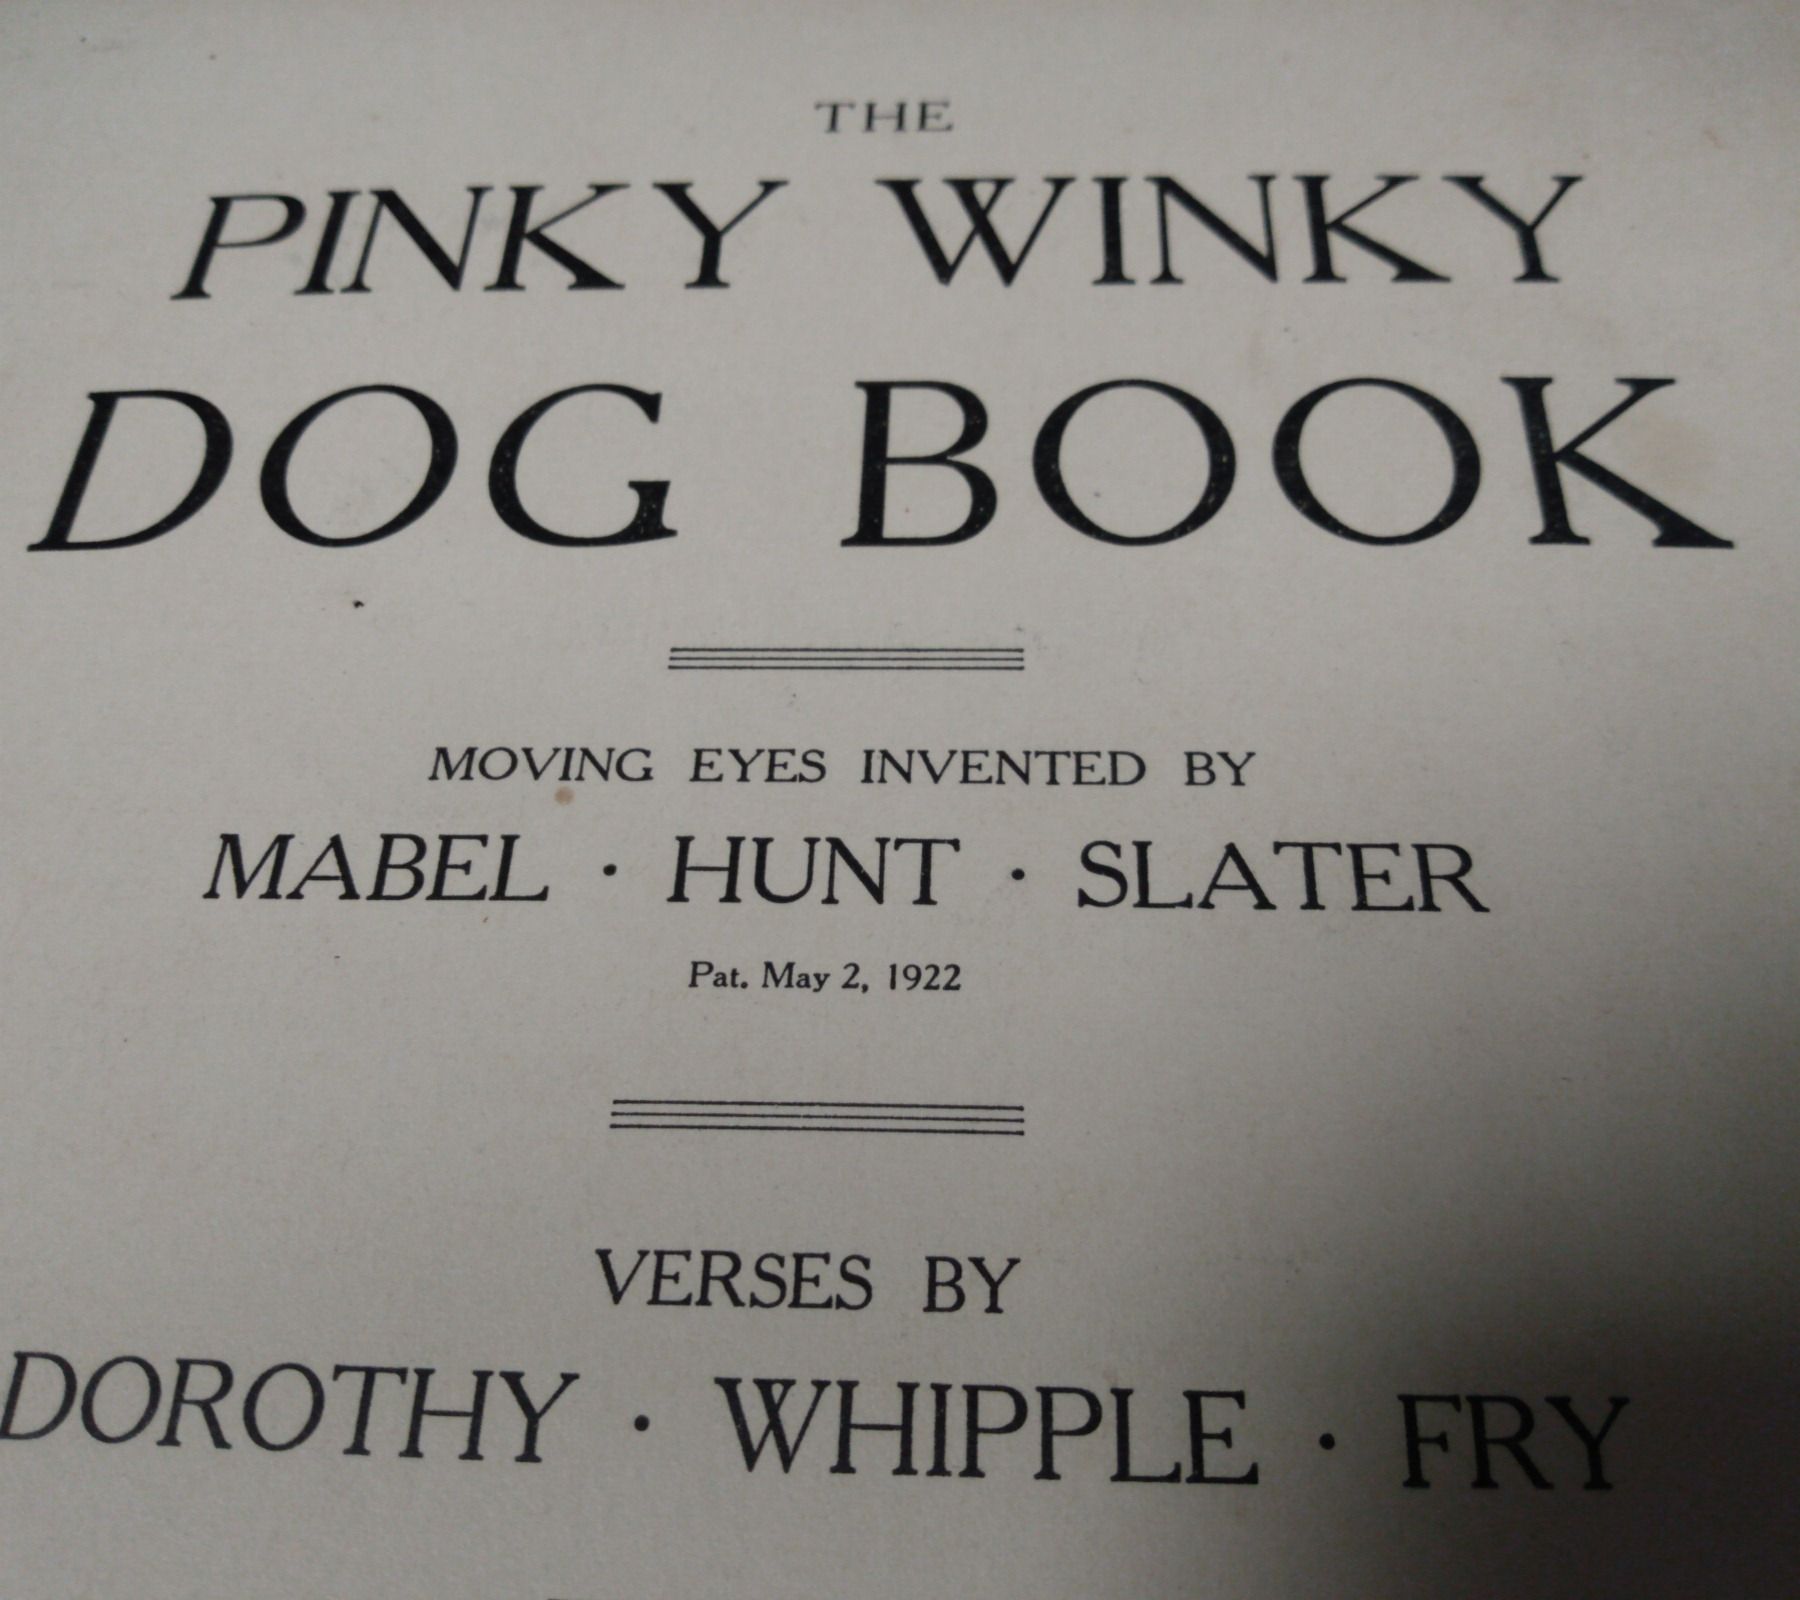 THE
PINKY WINKY
DOG BOOK
MOVING EYES INVENTED BY
MABEL · HUNT · SLATER
Pat. May 2, 1922
VERSES BY
DOROTHY · WHIPPLE · FRY